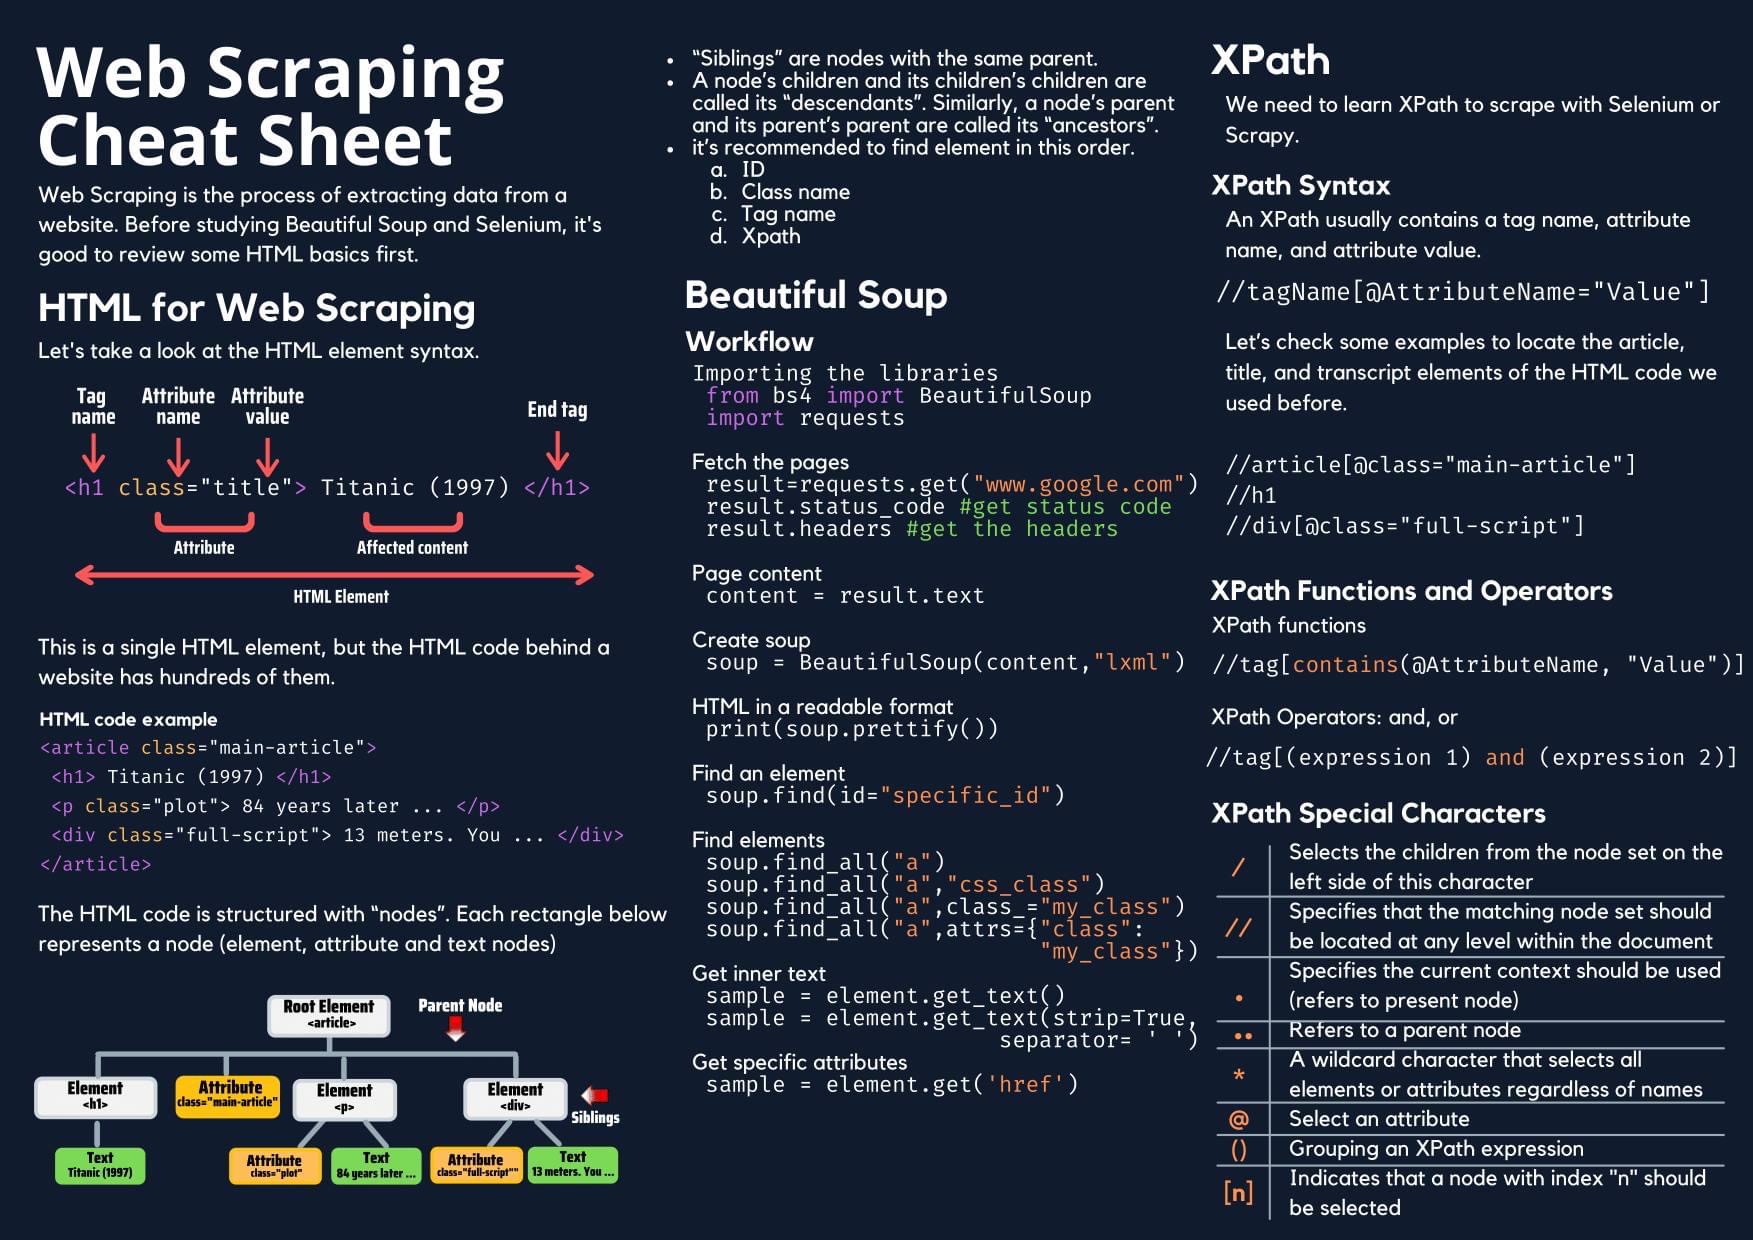 Web Scraping
Cheat Sheet
Web Scraping is the process of extracting data from a
website. Before studying Beautiful Soup and Selenium, it's
good to review some HTML basics first.
HTML for Web Scraping
Let's take a look at the HTML element syntax.
Tag name
Attribute name
Attribute value
End tag
<h1 class="title"> Titanic (1997) </h1>
Attribute
Affected content
HTML Element
This is a single HTML element, but the HTML code behind a
website has hundreds of them.
HTML code example
<article class="main-article">
<h1> Titanic (1997) </h1>
<p class="plot"> 84 years later ... </p>
<div class="full-script"> 13 meters. You ... </div>
</article>
The HTML code is structured with “nodes”. Each rectangle below
represents a node (element, attribute and text nodes)
Root Element
<article>
Parent Node
Element
<h1>
Attribute
class="main-article"
Element
<p>
Element
<div>
Siblings
Text
Titanic (1997)
Attribute
class="plot"
Text
84 years later ...
Attribute
class="full-script""
Text
13 meters. You ...
• “Siblings” are nodes with the same parent.
• A node’s children and its children’s children are
called its “descendants”. Similarly, a node’s parent
and its parent’s parent are called its “ancestors”.
• it’s recommended to find element in this order.
a. ID
b. Class name
c. Tag name
d. Xpath
Beautiful Soup
Workflow
Importing the libraries
from bs4 import BeautifulSoup
import requests
Fetch the pages
result=requests.get("www.google.com")
result.status_code #get status code
result.headers #get the headers
Page content
content = result.text
Create soup
soup = BeautifulSoup(content,"lxml")
HTML in a readable format
print(soup.prettify())
Find an element
soup.find(id="specific_id")
Find elements
soup.find_all("a")
soup.find_all("a","css_class")
soup.find_all("a",class_="my_class")
soup.find_all("a",attrs={"class":
"my_class"})
Get inner text
sample = element.get_text()
sample = element.get_text(strip=True,
separator= ' ')
Get specific attributes
sample = element.get('href')
XPath
We need to learn XPath to scrape with Selenium or
Scrapy.
XPath Syntax
An XPath usually contains a tag name, attribute
name, and attribute value.
//tagName[@AttributeName="Value"]
Let’s check some examples to locate the article,
title, and transcript elements of the HTML code we
used before.
//article[@class="main-article"]
//h1
//div[@class="full-script"]
XPath Functions and Operators
XPath functions
//tag[contains(@AttributeName, "Value")]
XPath Operators: and, or
//tag[(expression 1) and (expression 2)]
XPath Special Characters
/ Selects the children from the node set on the
left side of this character
// Specifies that the matching node set should
be located at any level within the document
. Specifies the current context should be used
(refers to present node)
.. Refers to a parent node
* A wildcard character that selects all
elements or attributes regardless of names
@ Select an attribute
() Grouping an XPath expression
[n] Indicates that a node with index "n" should
be selected